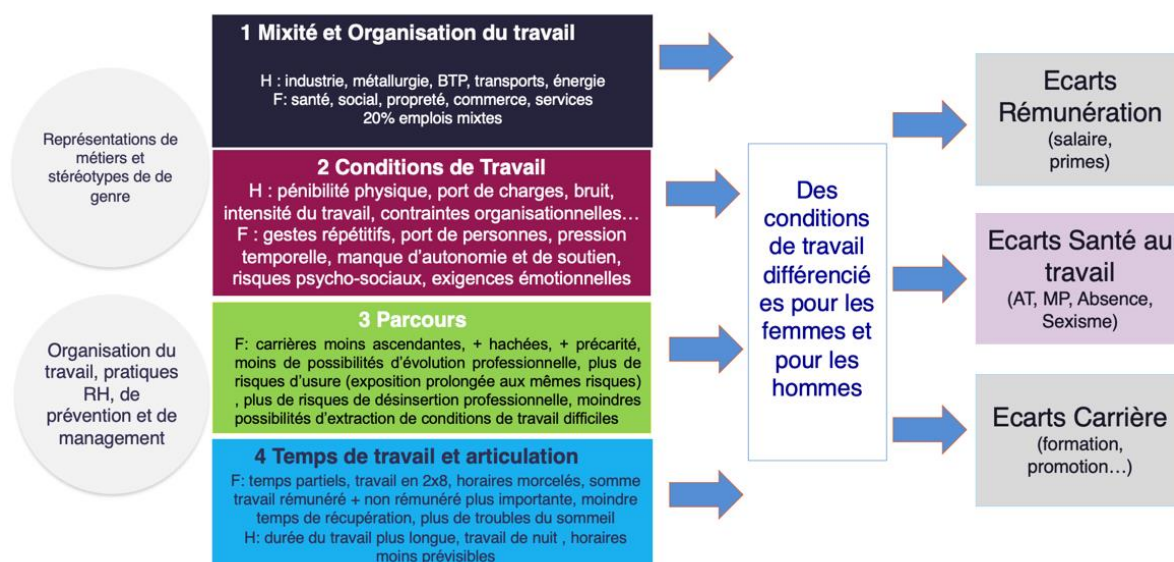 Représentations de
métiers et
stéréotypes de de
genre
Organisation du
travail, pratiques
RH, de
prévention et de
management
1 Mixité et Organisation du travail
H : industrie, métallurgie, BTP, transports, énergie
F: santé, social, propreté, commerce, services
20% emplois mixtes
2 Conditions de Travail
H : pénibilité physique, port de charges, bruit,
intensité du travail, contraintes organisationnelles…
F : gestes répétitifs, port de personnes, pression
temporelle, manque d’autonomie et de soutien,
risques psycho-sociaux, exigences émotionnelles
3 Parcours
F: carrières moins ascendantes, + hachées, + précarité,
moins de possibilités d’évolution professionnelle, plus de
risques d’usure (exposition prolongée aux mêmes risques)
, plus de risques de désinsertion professionnelle, moindres
possibilités d’extraction de conditions de travail difficiles
4 Temps de travail et articulation
F: temps partiels, travail en 2x8, horaires morcelés, somme
travail rémunéré + non rémunéré plus importante, moindre
temps de récupération, plus de troubles du sommeil
H: durée du travail plus longue, travail de nuit , horaires
moins prévisibles
Des
conditions
de travail
différencié
es pour les
femmes et
pour les
hommes
Ecarts
Rémunération
(salaire,
primes)
Ecarts Santé au
travail
(AT, MP, Absence,
Sexisme)
Ecarts Carrière
(formation,
promotion…)